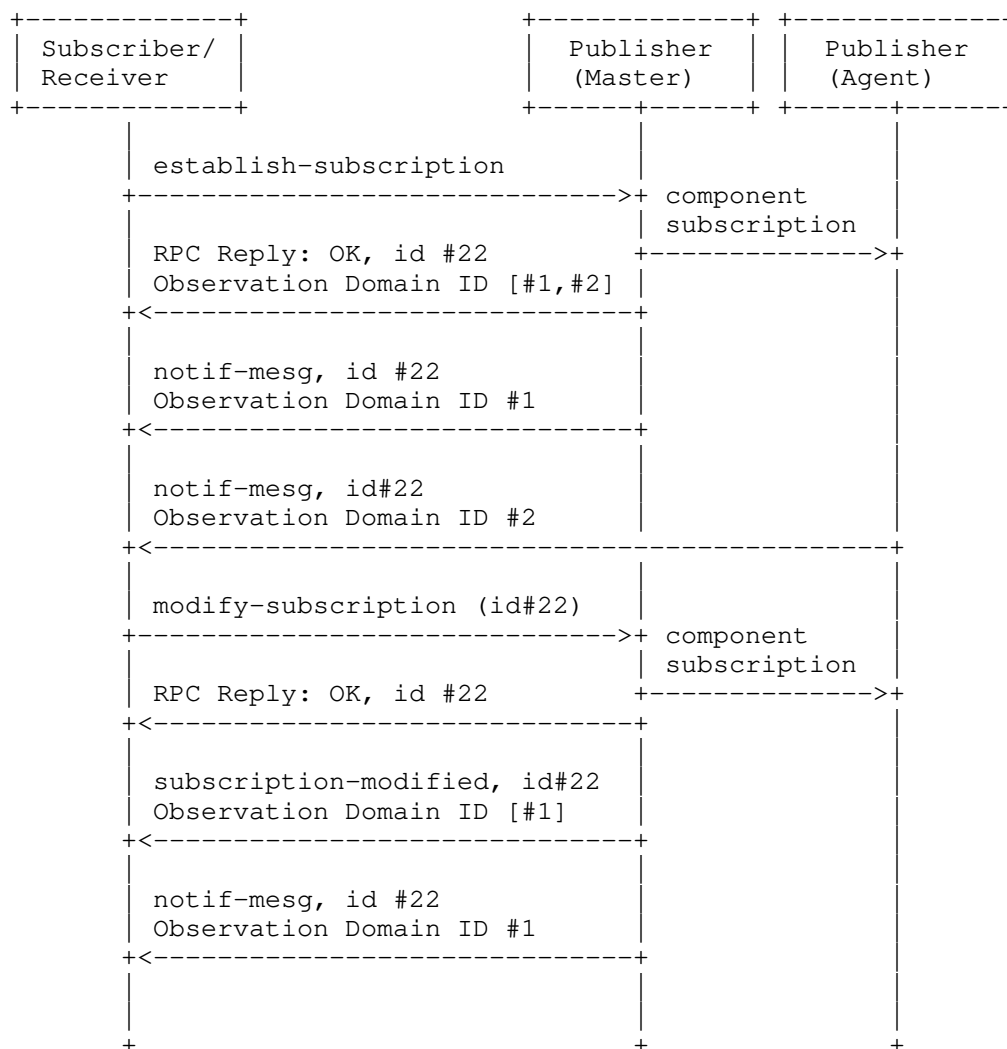 Subscriber/
Receiver
Publisher
(Master)
Publisher
(Agent)
establish-subscription
component
subscription
RPC Reply: OK, id #22
Observation Domain ID [#1,#2]
notif-mesg, id #22
Observation Domain ID #1
notif-mesg, id#22
Observation Domain ID #2
modify-subscription (id#22)
component
subscription
RPC Reply: OK, id #22
subscription-modified, id#22
Observation Domain ID [#1]
notif-mesg, id #22
Observation Domain ID #1